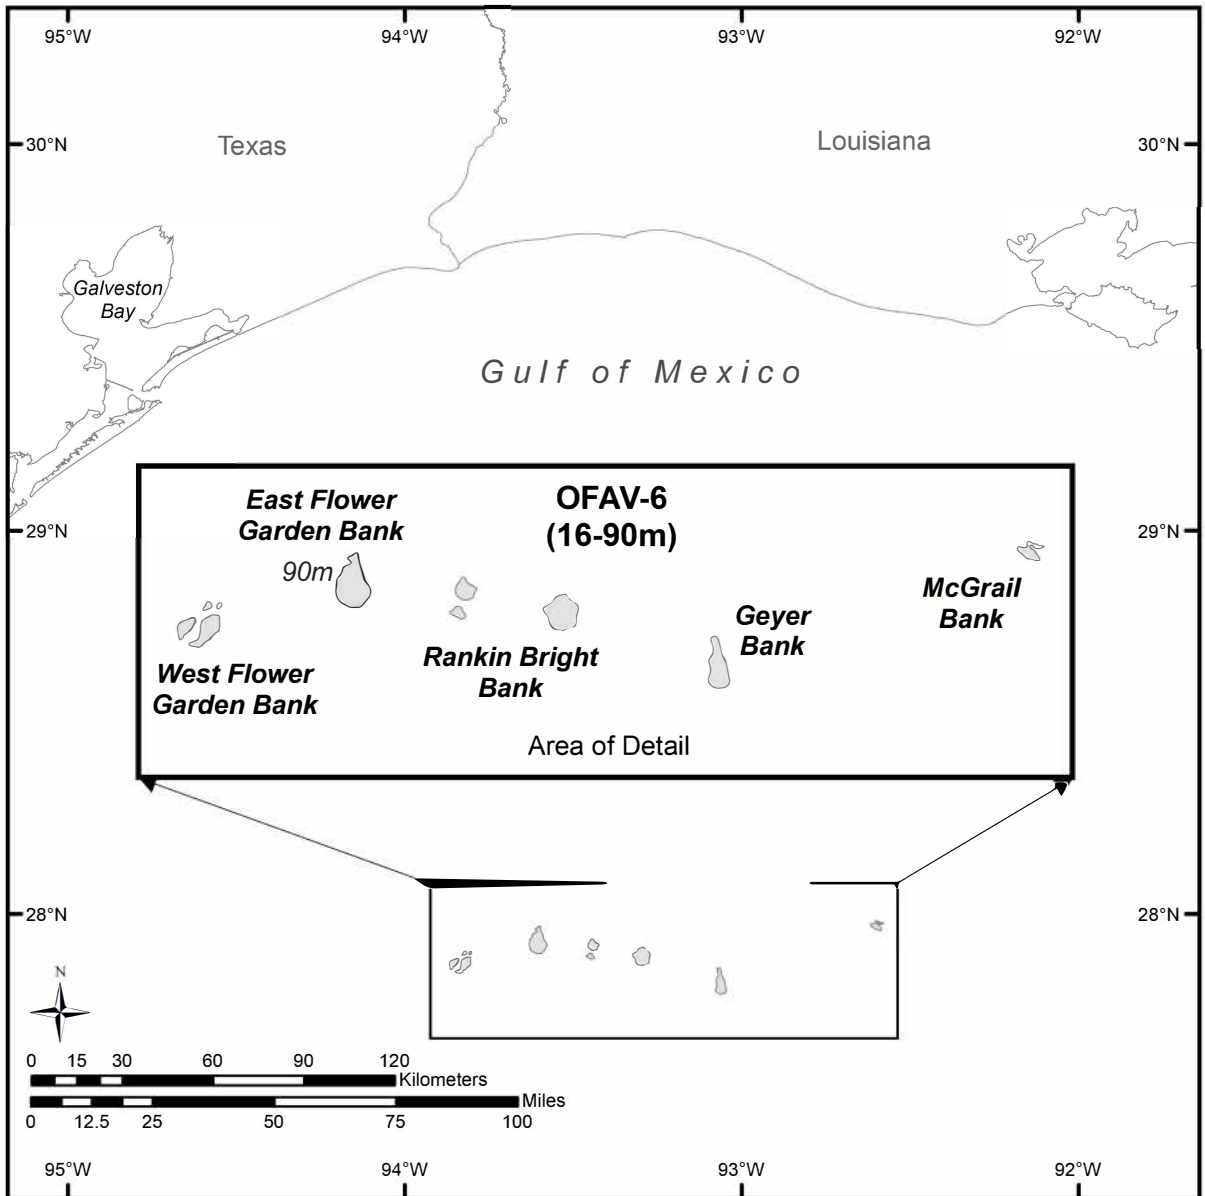 95°W 94°W 93°W 92°W
30°N 30°N
Texas
Louisiana
Galveston
Bay
Gulf of Mexico
29°N 29°N
East Flower
Garden Bank
OFAV-6
(16-90m)
90m
McGrail
Bank
Geyer
Bank
Rankin Bright
Bank
West Flower
Garden Bank
Area of Detail
28°N 28°N
N
0 15 30 60 90 120
Kilometers
Miles
0 12.5 25 50 75 100
95°W 94°W 93°W 92°W